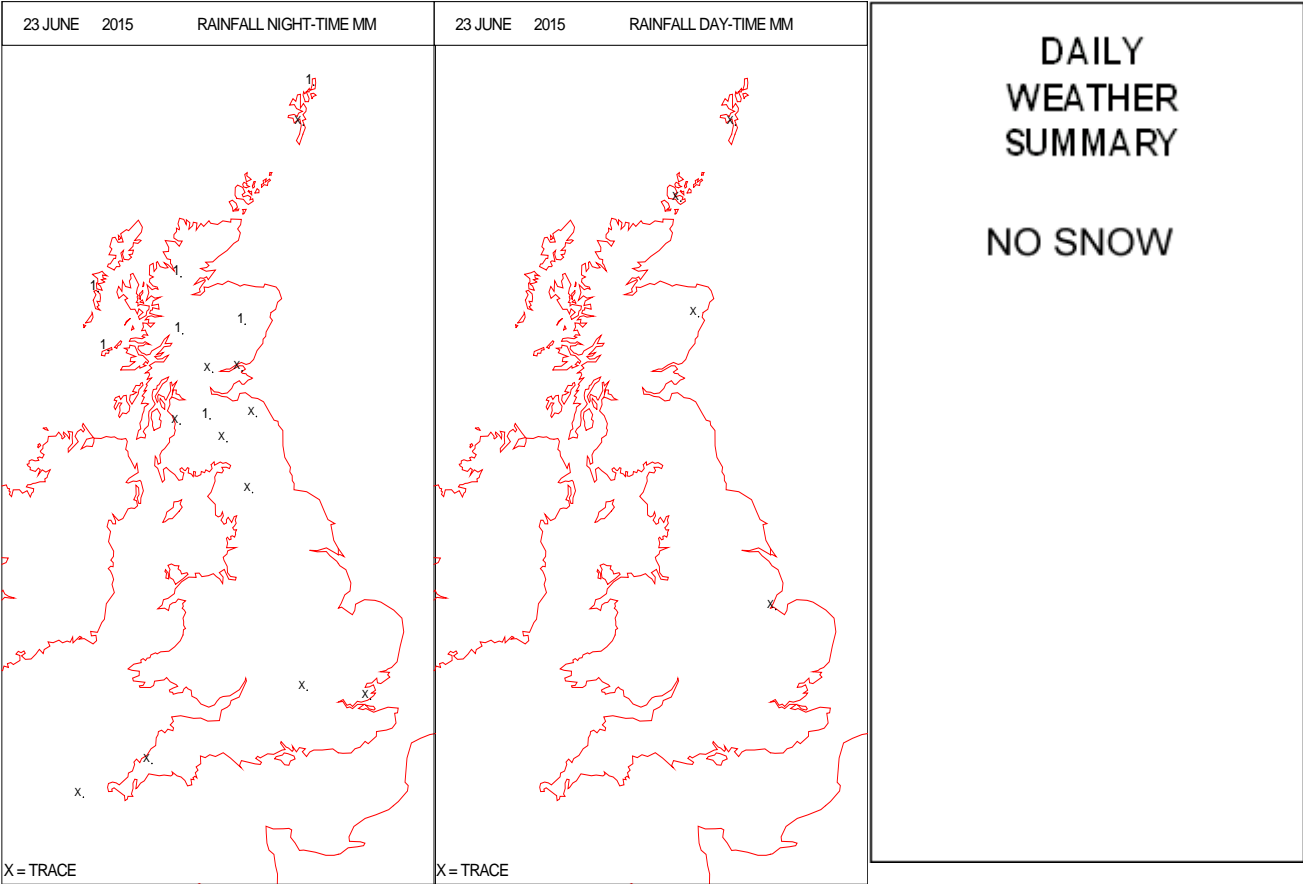 23 JUNE 2015 RAINFALL NIGHT-TIME MM
1.
X.
1.
1.
1.
1.
1.
X.
X.
1.
X.
X.
X.
X.
X.
X.
X.
X.
X = TRACE
23 JUNE 2015 RAINFALL DAY-TIME MM
X.
X.
X.
X.
X = TRACE
DAILY
WEATHER
SUMMARY
NO SNOW